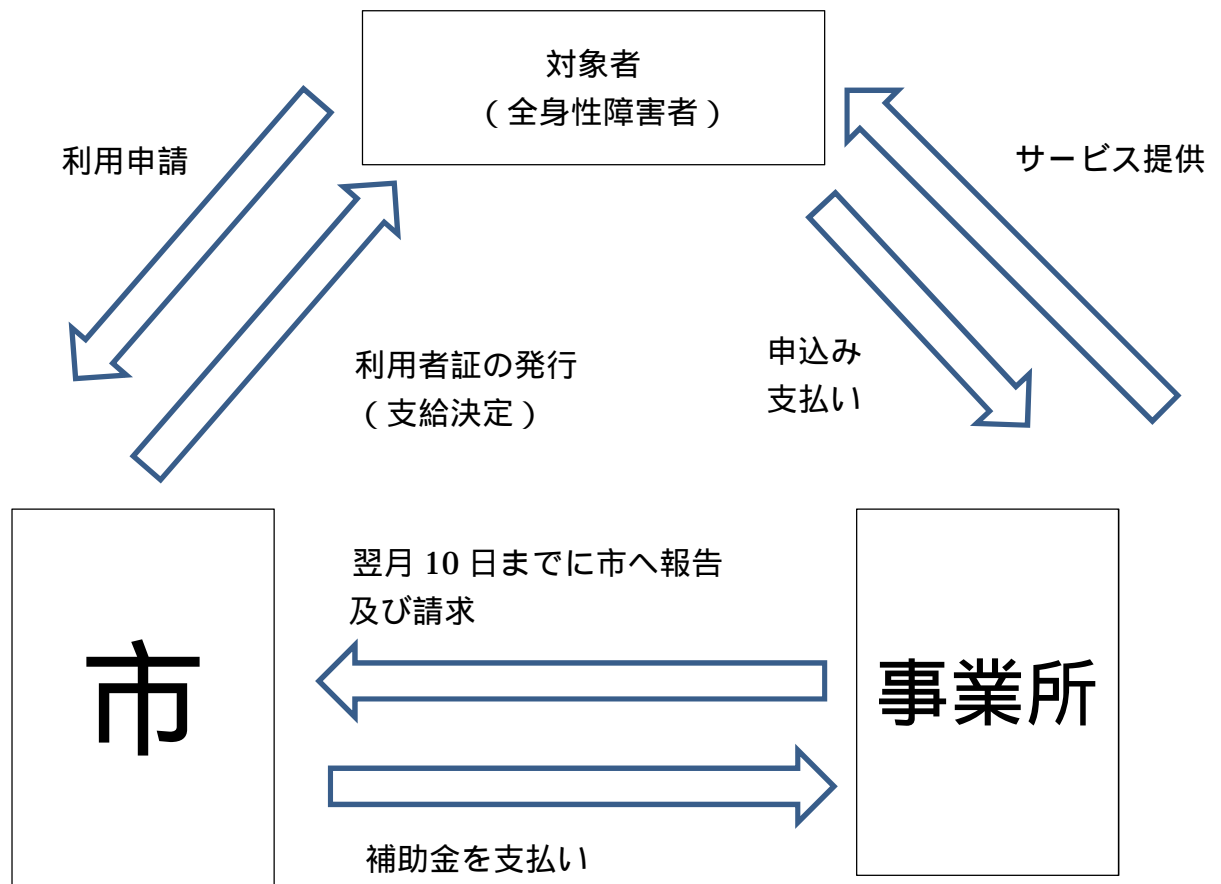 対象者
（全身性障害者）
利用申請
サービス提供
利用者証の発行
（支給決定）
申込み
支払い
翌月 10 日までに市へ報告
及び請求
市
事業所
補助金を支払い